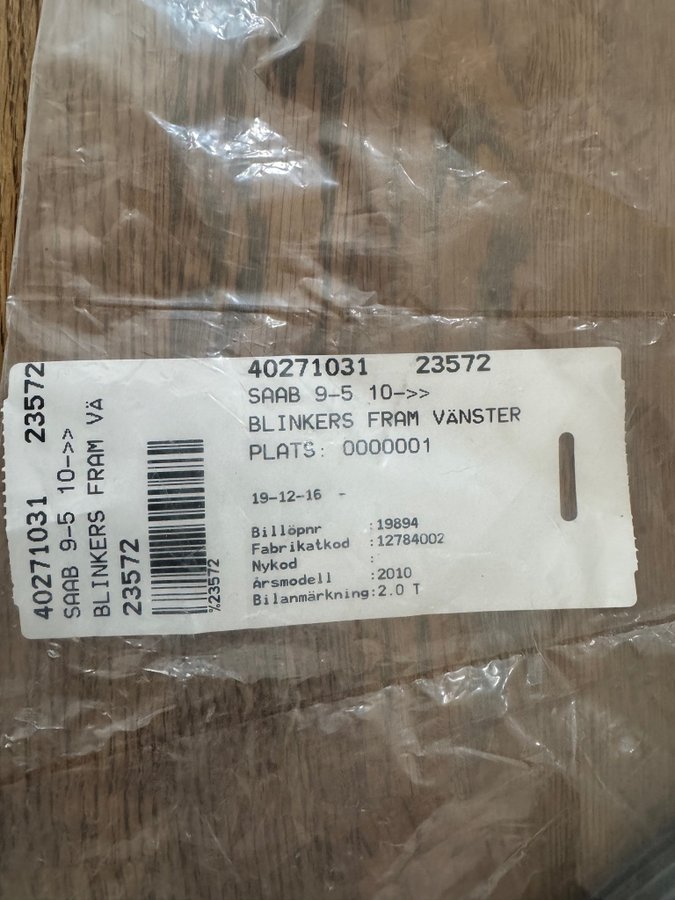 40271031 23572
SAAB 9-5 10->>
BLINKERS FRAM VÄNSTER
PLATS: 0000001
19-12-16 -
Billöpnr :19894
Fabrikatkod :12784002
Nykod :
Årsmodell :2010
Bilanmärkning:2.0 T
40271031 23572
SAAB 9-5 10->>
BLINKERS FRAM VÄ
23572
%23572